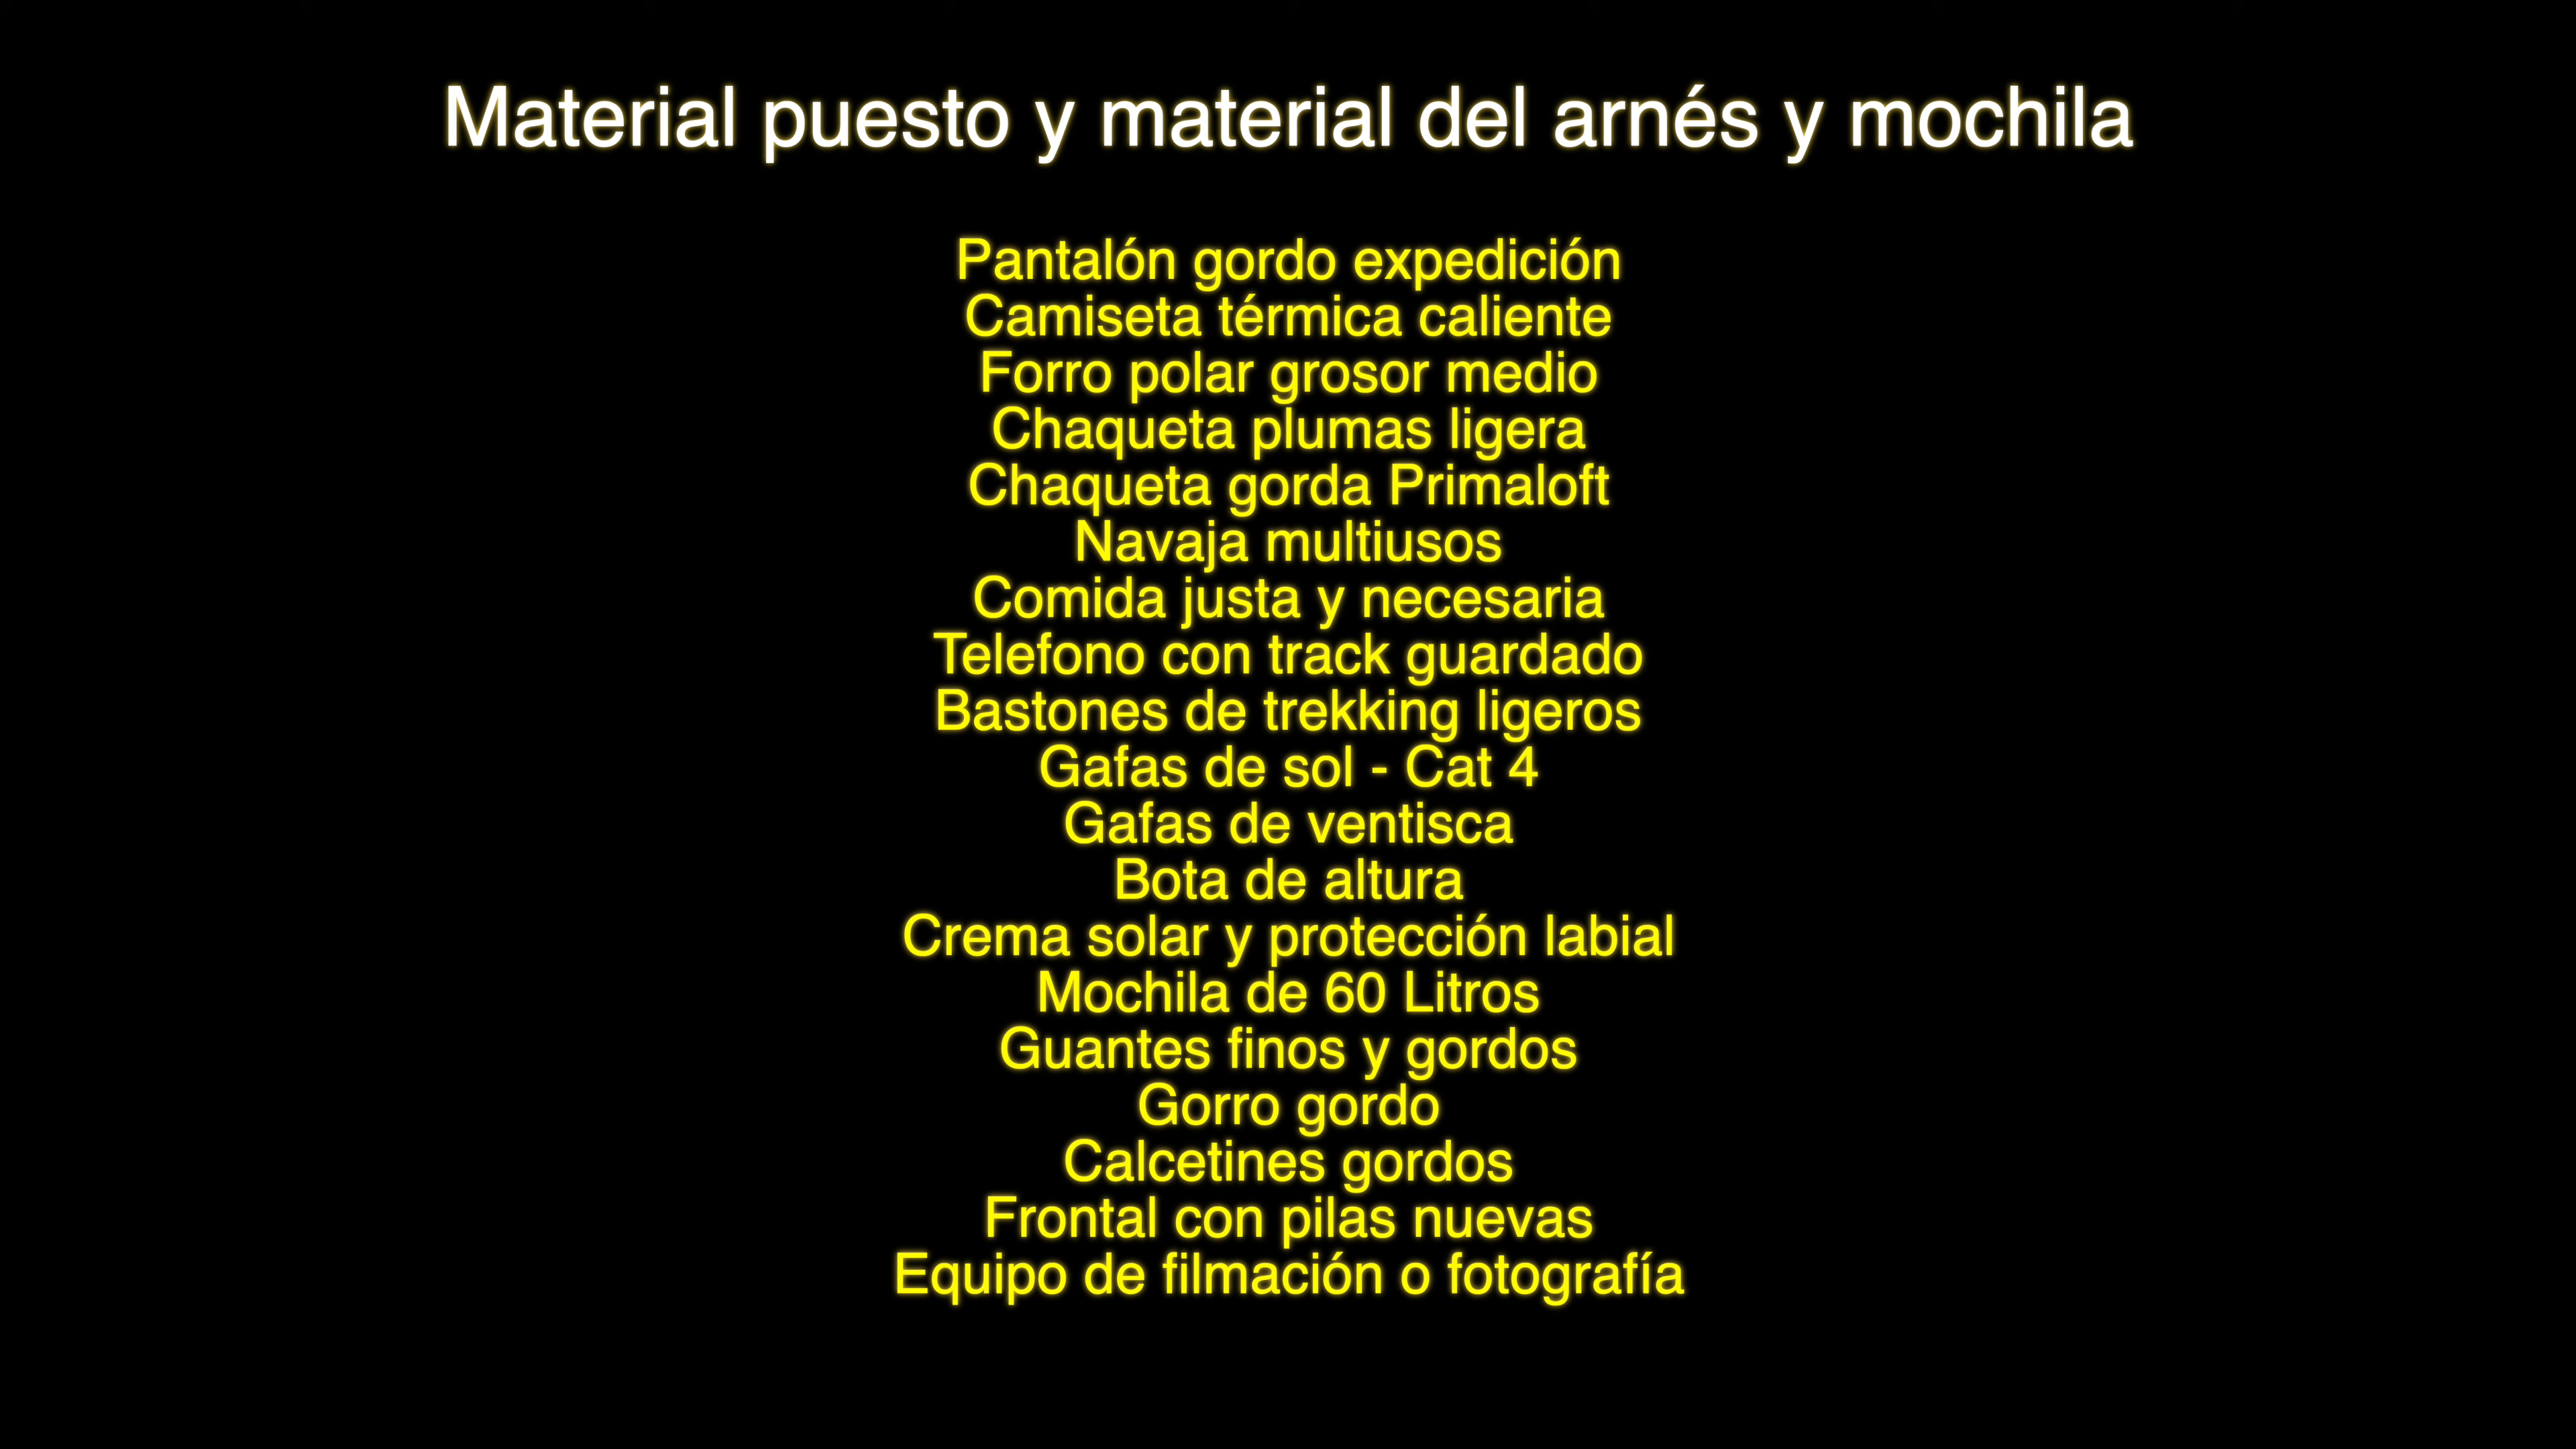 Material puesto y material del arnés y mochila
Pantalón gordo expedición
Camiseta térmica caliente
Forro polar grosor medio
Chaqueta plumas ligera
Chaqueta gorda Primaloft
Navaja multiusos
Comida justa y necesaria
Telefono con track guardado
Bastones de trekking ligeros
Gafas de sol - Cat 4
Gafas de ventisca
Bota de altura
Crema solar y protección labial
Mochila de 60 Litros
Guantes finos y gordos
Gorro gordo
Calcetines gordos
Frontal con pilas nuevas
Equipo de filmación o fotografía